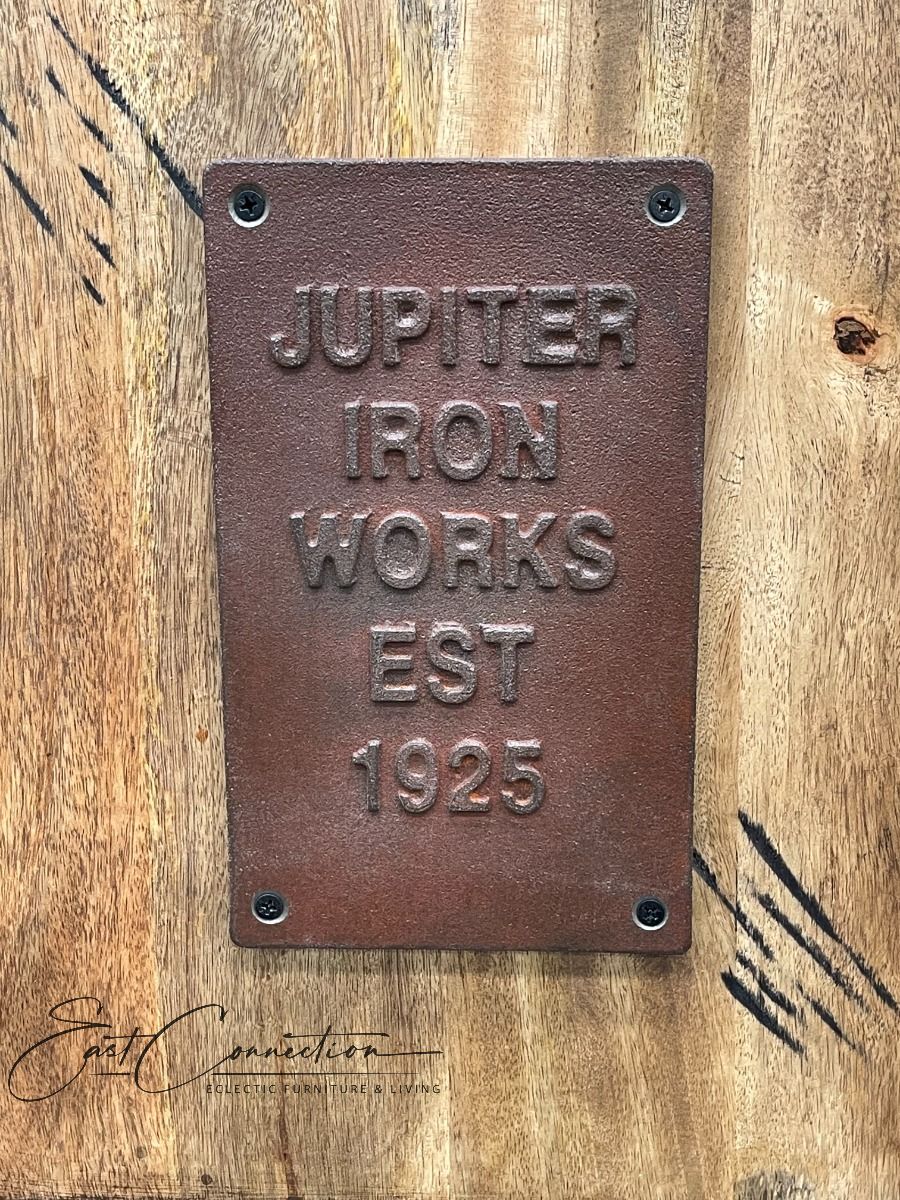 JUPITER
IRON
WORKS
EST
1925
East Connection
ECLECTIC FURNITURE & LIVING